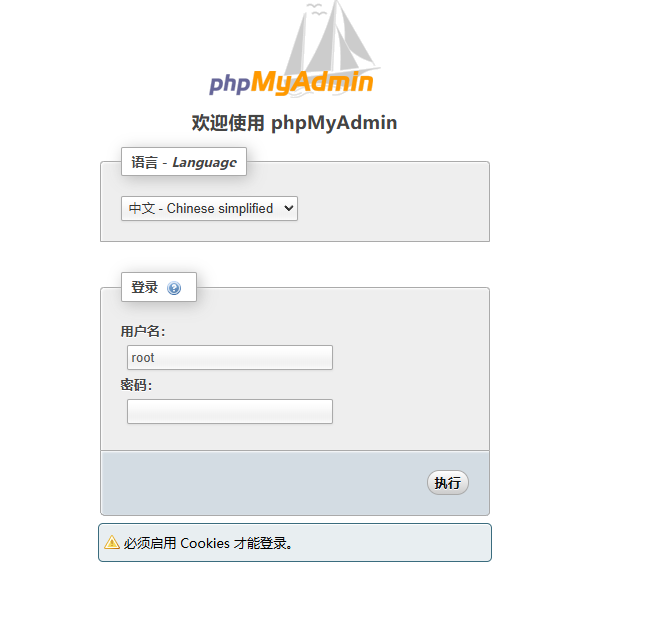 phpMyAdmin
欢迎使用 phpMyAdmin
语言 - Language
中文 - Chinese simplified
登录
用户名：
root
密码：
执行
必须启用 Cookies 才能登录。